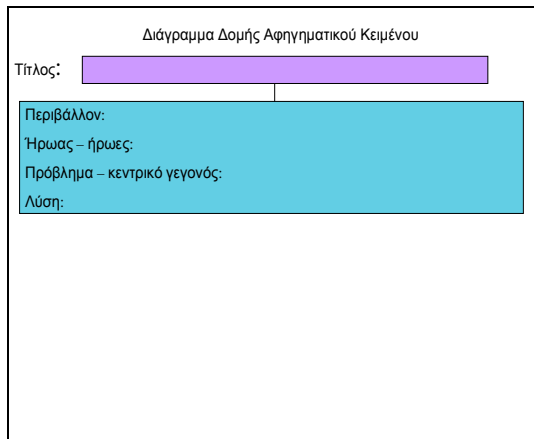 Διάγραμμα Δομής Αφηγηματικού Κειμένου
Τίτλος:
Περιβάλλον:
Ήρωας – ήρωες:
Πρόβλημα – κεντρικό γεγονός:
Λύση: